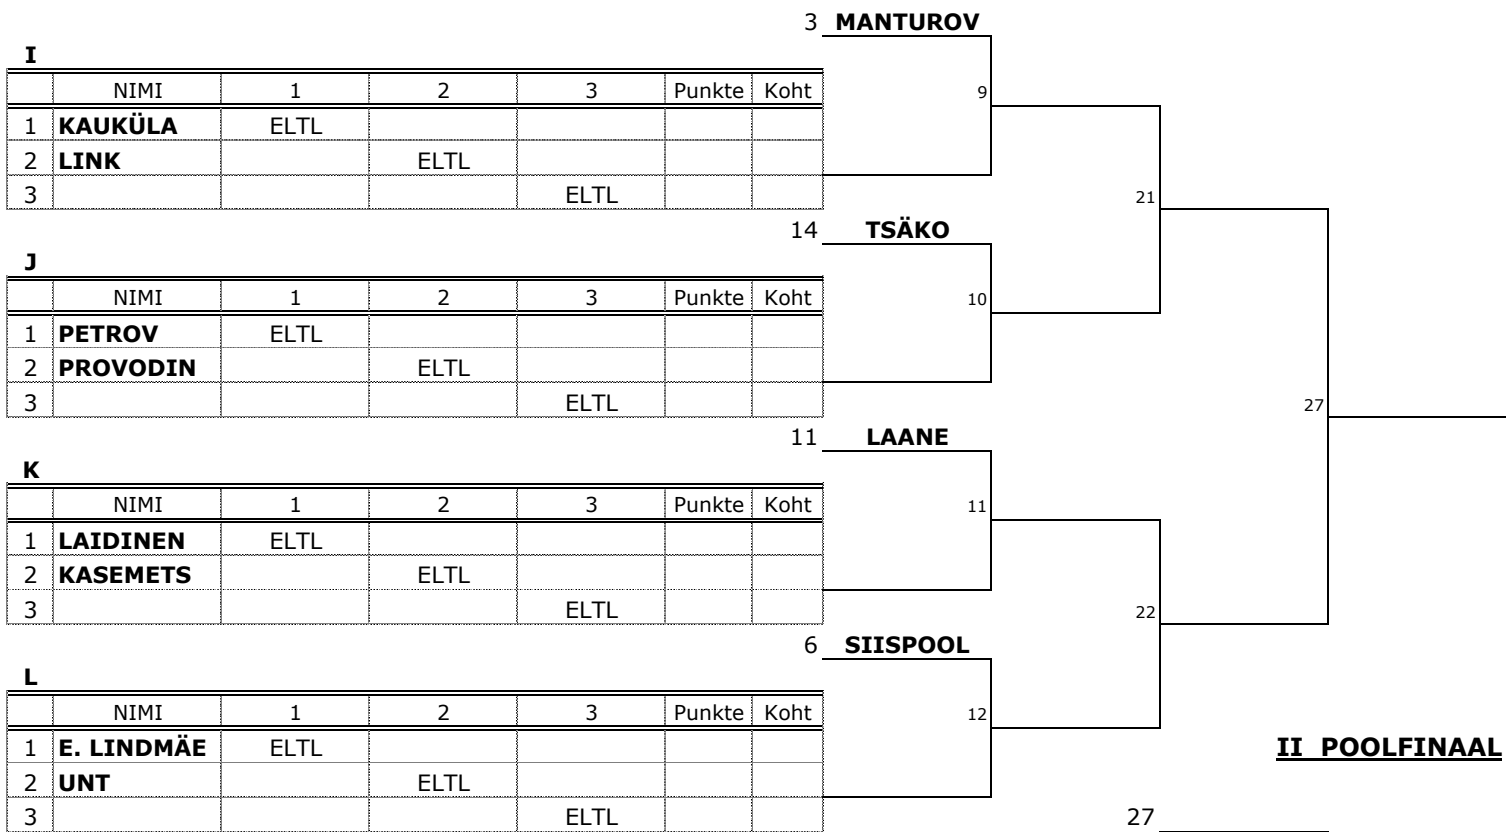 3 MANTUROV
I
NIMI 1 2 3 Punkte Koht
9
1 KAUKÜLA ELTL
2 LINK ELTL
3 ELTL
21
14 TSÄKO
J
NIMI 1 2 3 Punkte Koht
10
1 PETROV ELTL
2 PROVODIN ELTL
3 ELTL
27
11 LAANE
K
NIMI 1 2 3 Punkte Koht
11
1 LAIDINEN ELTL
2 KASEMETS ELTL
3 ELTL
22
6 SIISPOOL
L
NIMI 1 2 3 Punkte Koht
12
1 E. LINDMÄE ELTL
II POOLFINAAL
2 UNT ELTL
3 ELTL
27